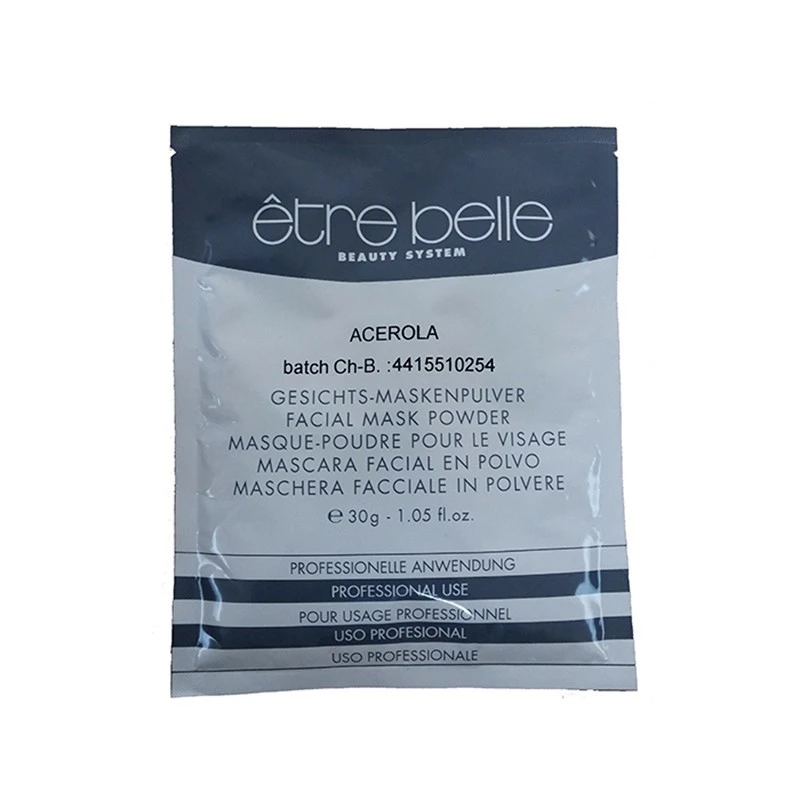 être belle
BEAUTY SYSTEM
ACEROLA
batch Ch-B. :4415510254
GESICHTS-MASKENPULVER
FACIAL MASK POWDER
MASQUE-POUDRE POUR LE VISAGE
MASCARA FACIAL EN POLVO
MASCHERA FACCIALE IN POLVERE
℮ 30g - 1.05 fl.oz.
PROFESSIONELLE ANWENDUNG
PROFESSIONAL USE
POUR USAGE PROFESSIONNEL
USO PROFESIONAL
USO PROFESSIONALE